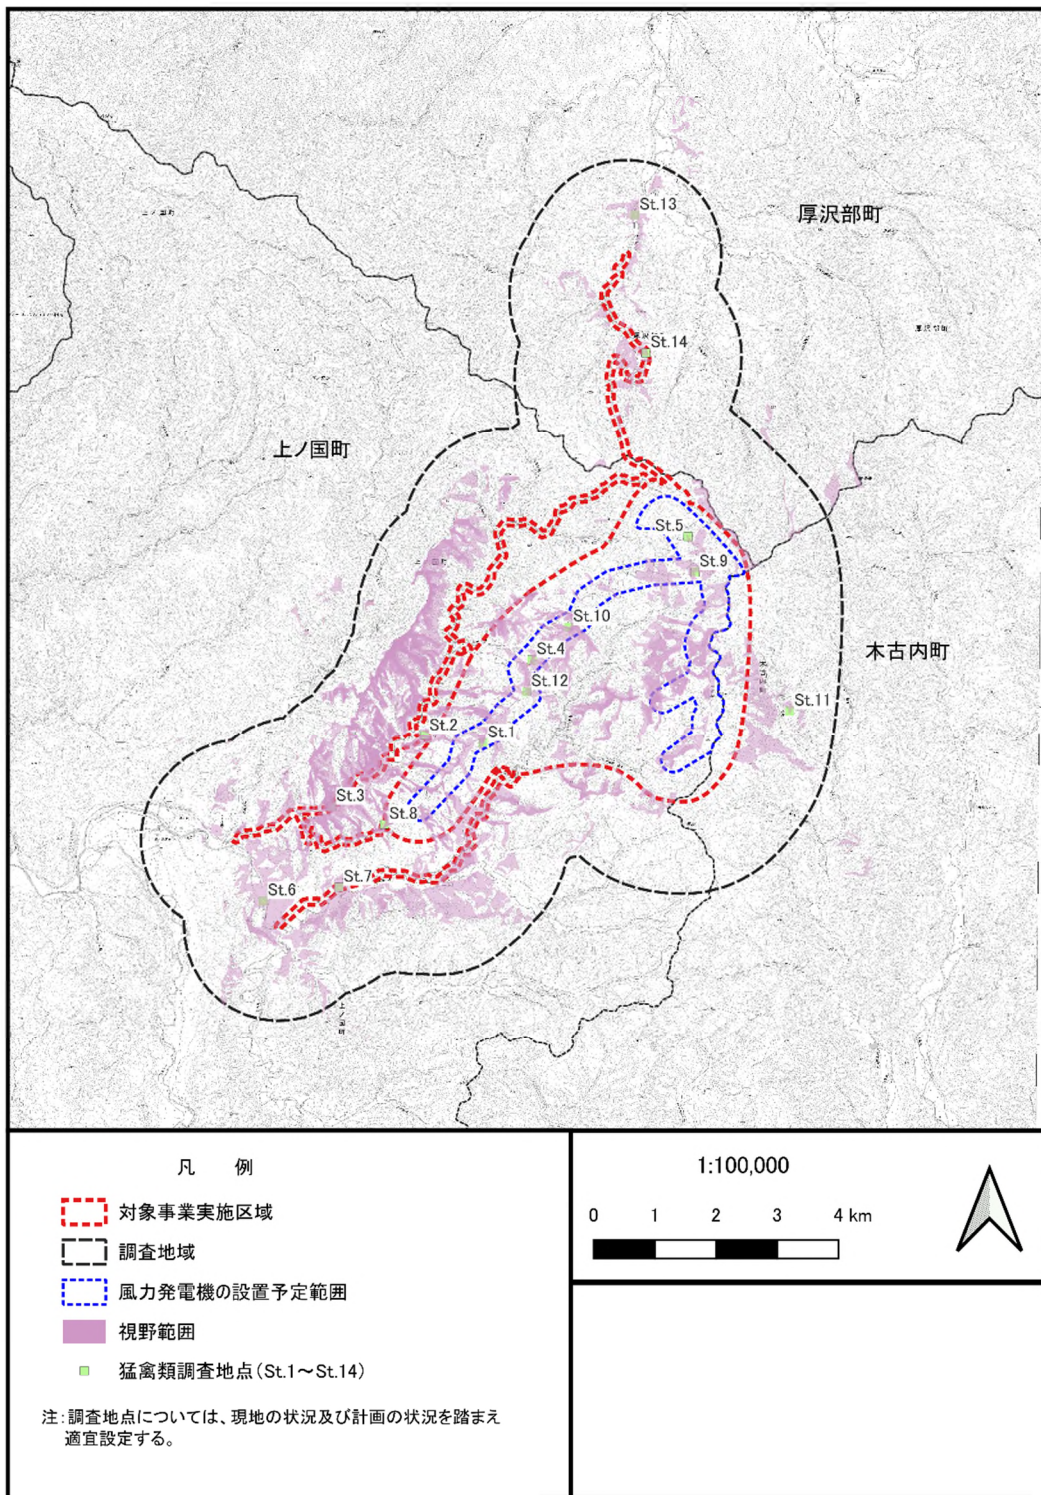 St.13
厚沢部町
St.14
上ノ国町
St.5
St.9
St.10
St.4
木古内町
St.12
St.11
St.2
St.1
St.3
St.8
St.7
St.6
凡 例
対象事業実施区域
調査地域
風力発電機の設置予定範囲
視野範囲
猛禽類調査地点(St.1～St.14)
注:調査地点については、現地の状況及び計画の状況を踏まえ
適宜設定する。
1:100,000
0 1 2 3 4 km